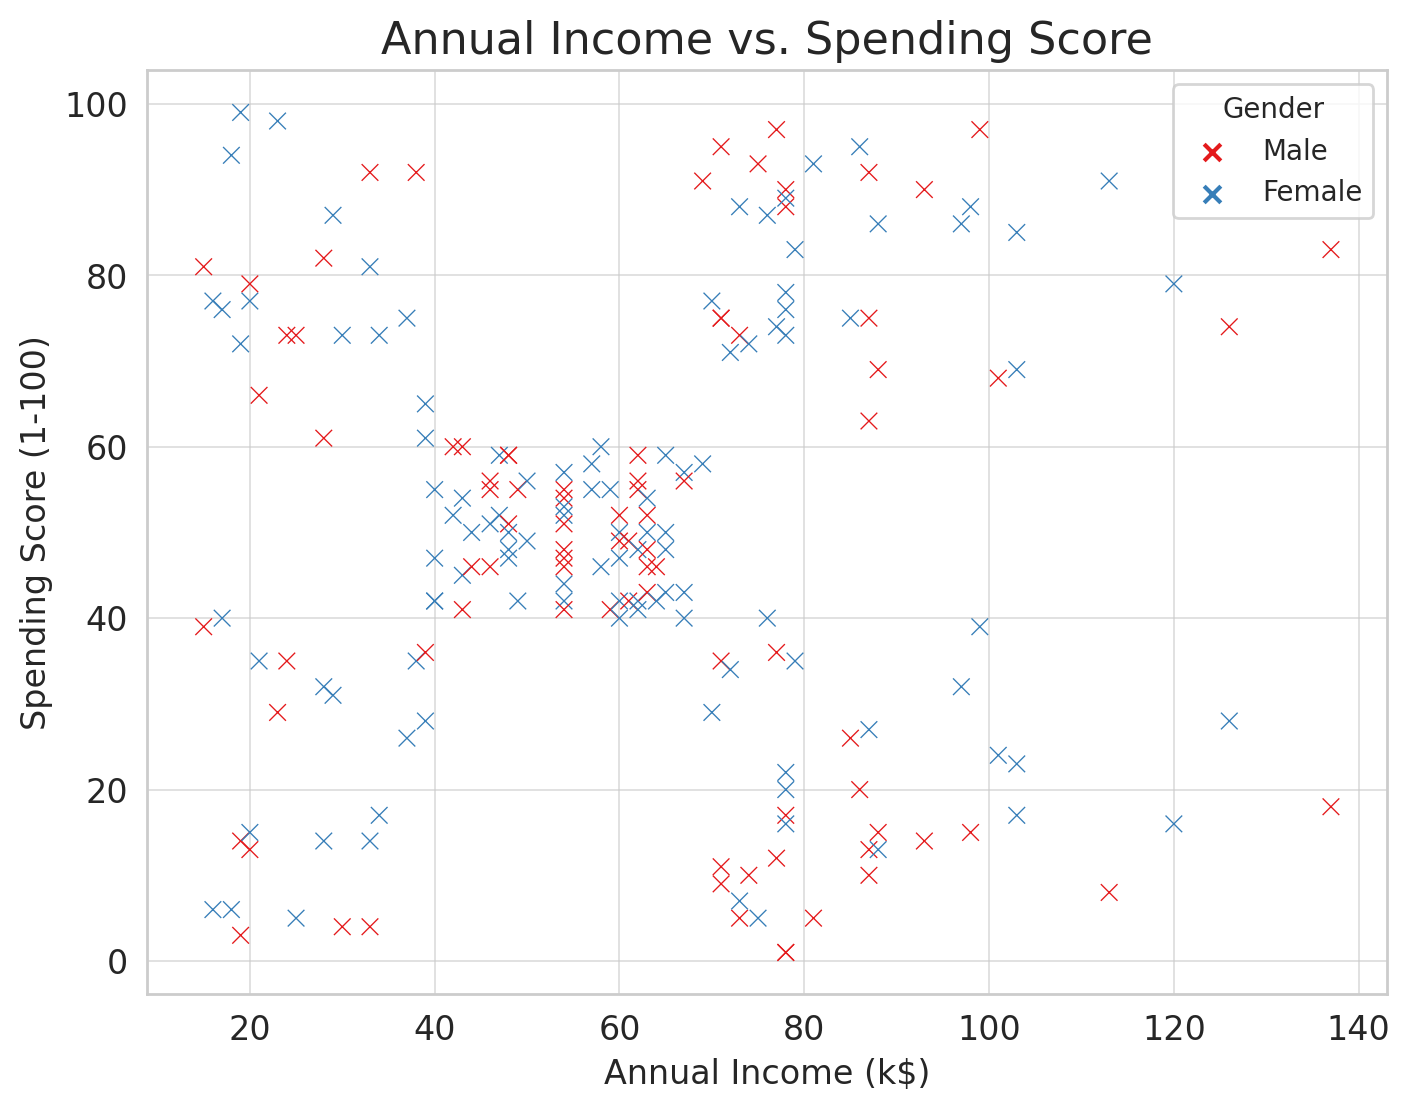 Annual Income vs. Spending Score
Gender
Male
Female
100
80
60
40
20
0
Spending Score (1-100)
20 40 60 80 100 120 140
Annual Income (k$)